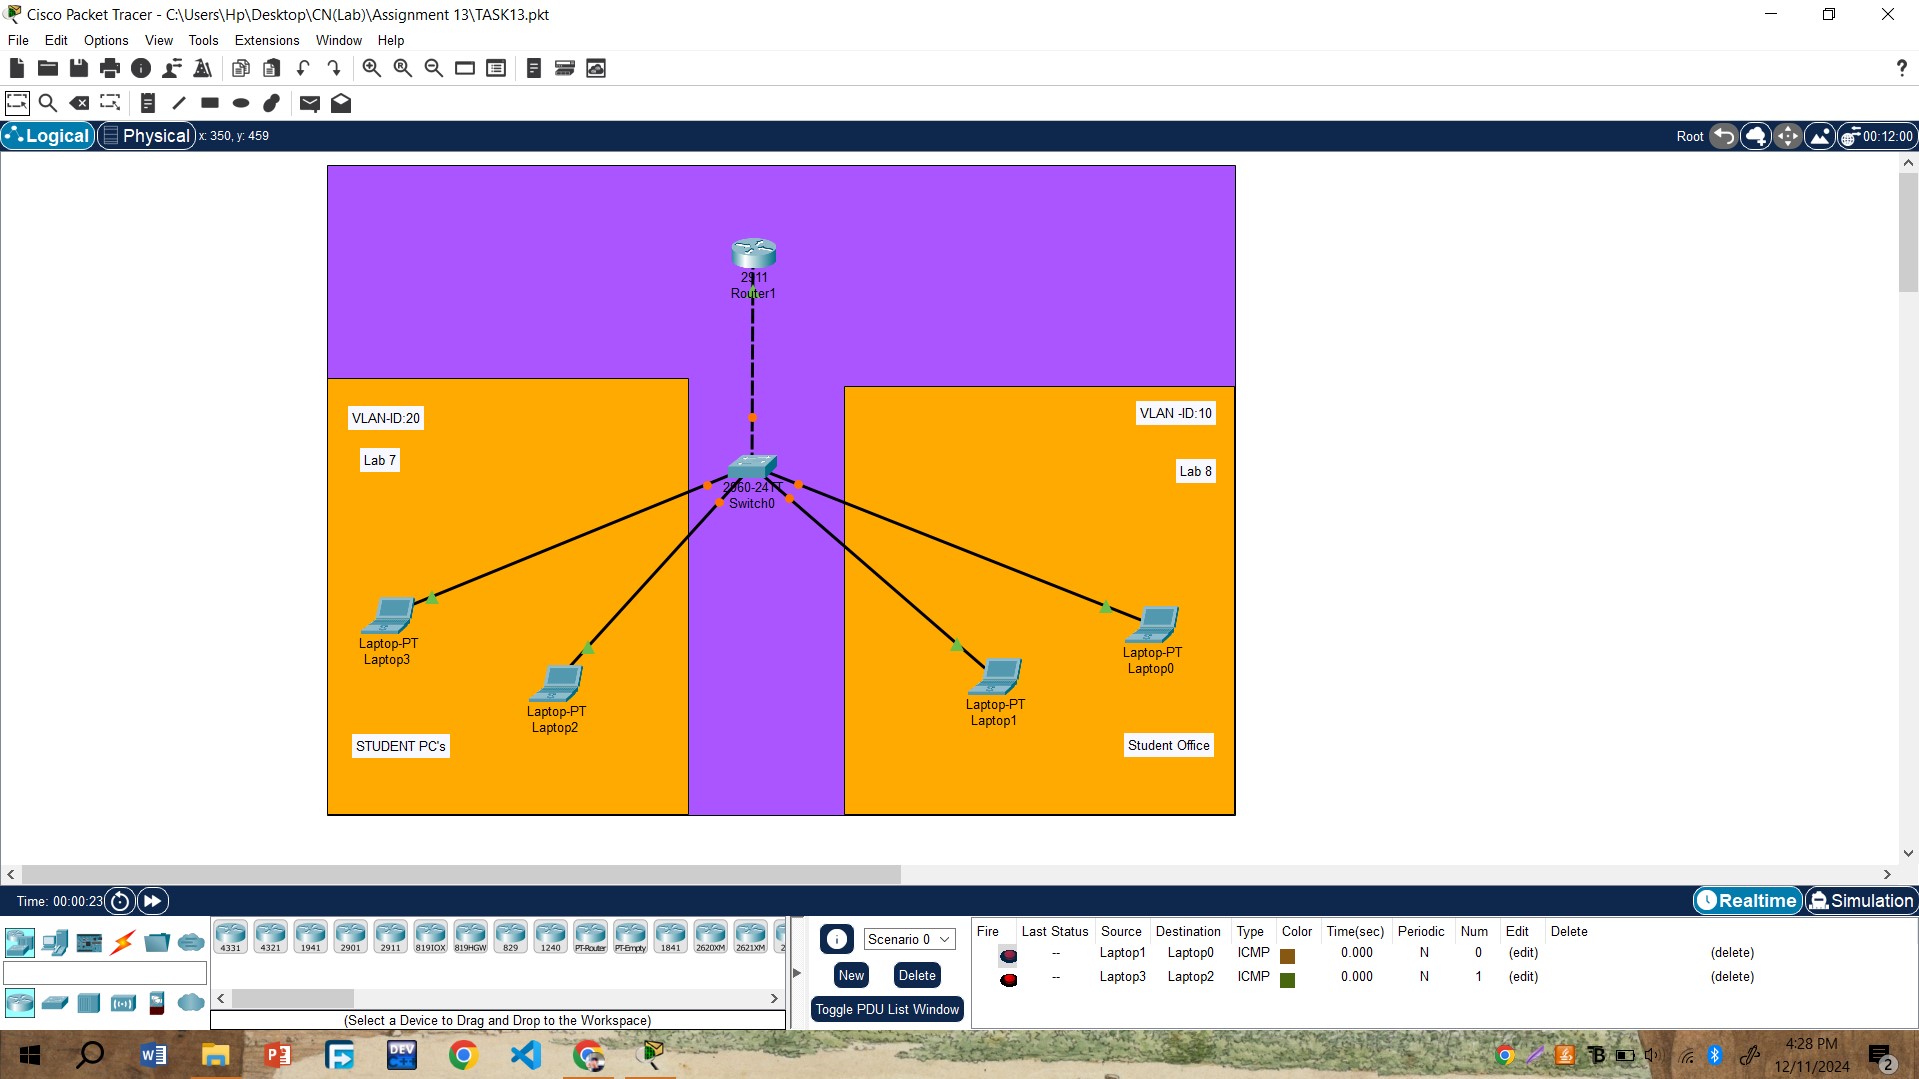 Cisco Packet Tracer - C:\Users\Hp\Desktop\CN(Lab)\Assignment 13\TASK13.pkt
File Edit Options View Tools Extensions Window Help
?
Logical Physical x: 350, y: 459 Root 00:12:00
2911
Router1
VLAN-ID:20
VLAN -ID:10
Lab 7
Lab 8
2960-24TT
Switch0
Laptop-PT
Laptop3
Laptop-PT
Laptop2
Laptop-PT
Laptop1
Laptop-PT
Laptop0
STUDENT PC's
Student Office
Time: 00:00:23 Realtime Simulation
4331 4321 1941 2901 2911 819IOX 819HGW 829 1240 PT-Router PT-Empty 1841 2620XM 2621XM 2
(Select a Device to Drag and Drop to the Workspace)
Scenario 0
New Delete
Toggle PDU List Window
Fire Last Status Source Destination Type Color Time(sec) Periodic Num Edit Delete
-- Laptop1 Laptop0 ICMP 0.000 N 0 (edit) (delete)
-- Laptop3 Laptop2 ICMP 0.000 N 1 (edit) (delete)
DEV
4:28 PM
12/11/2024
2